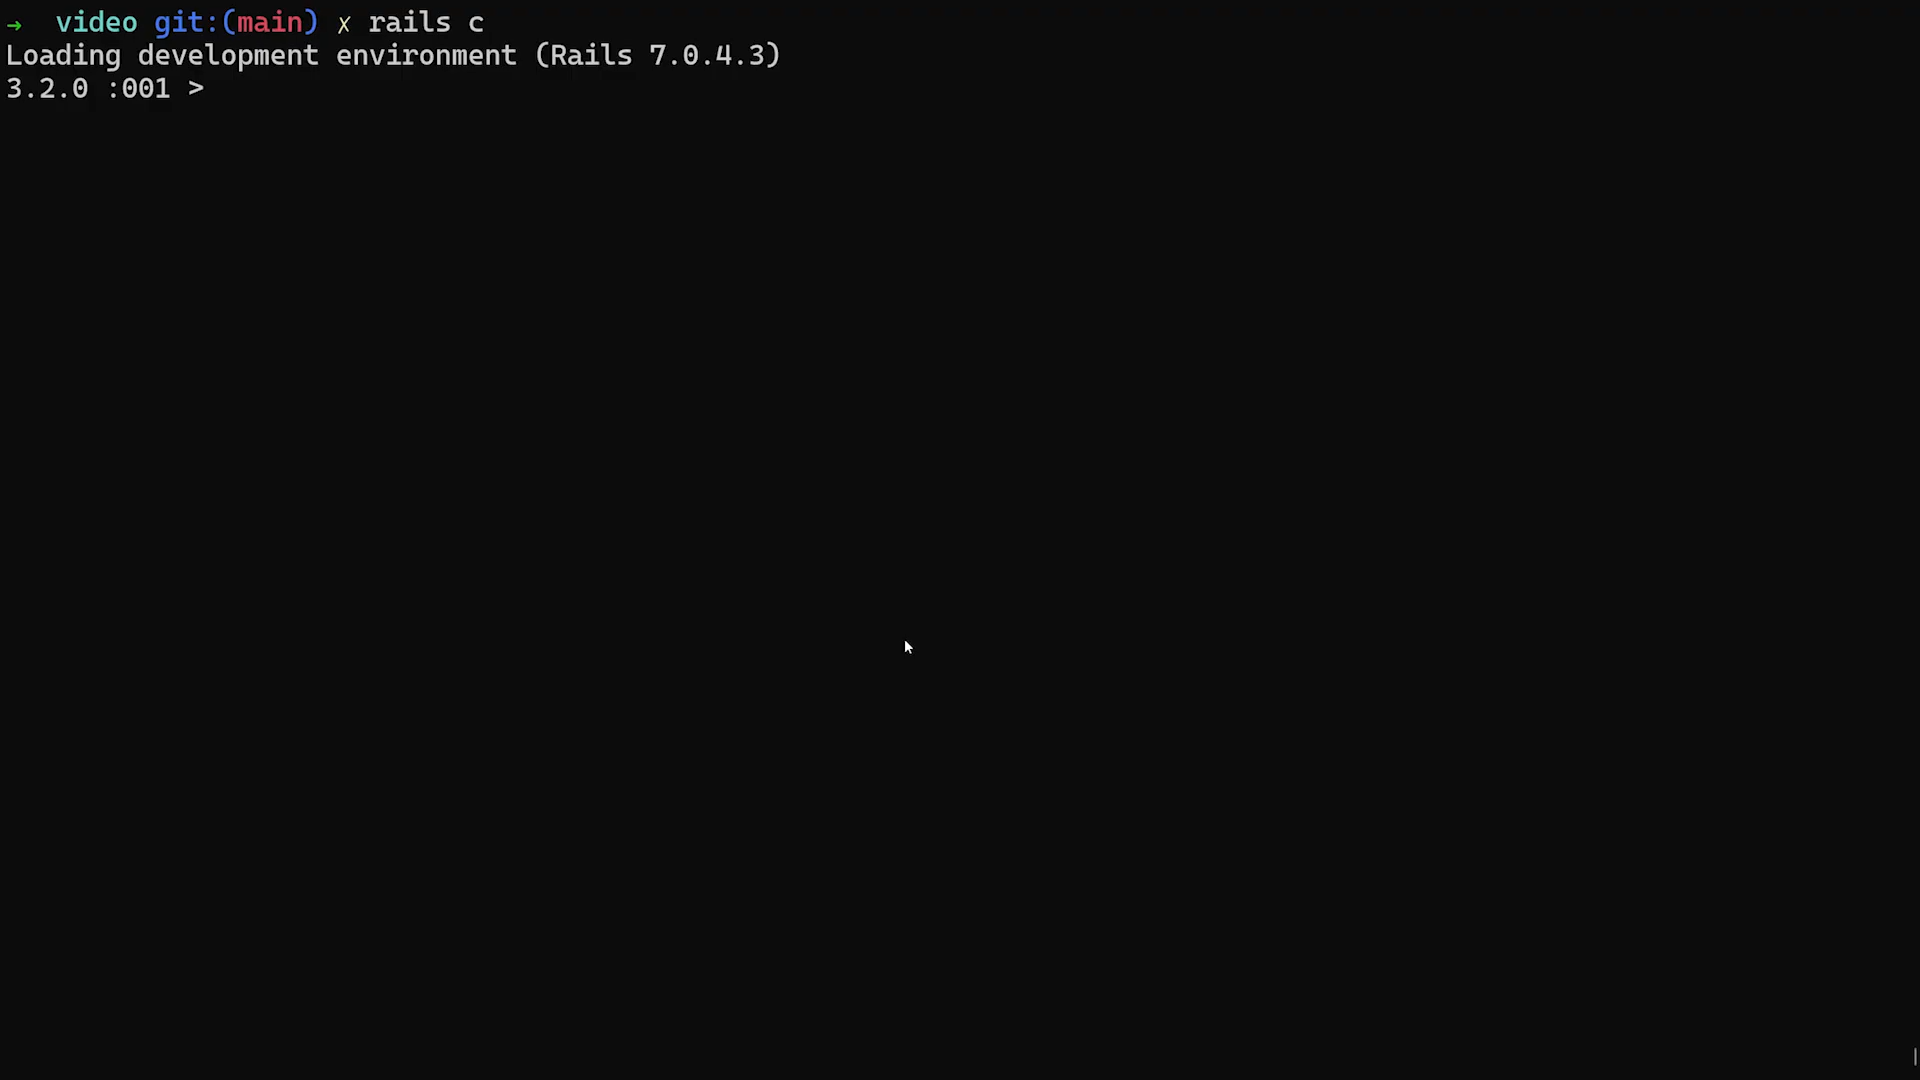 → video git:(main) ✗ rails c
Loading development environment (Rails 7.0.4.3)
3.2.0 :001 >